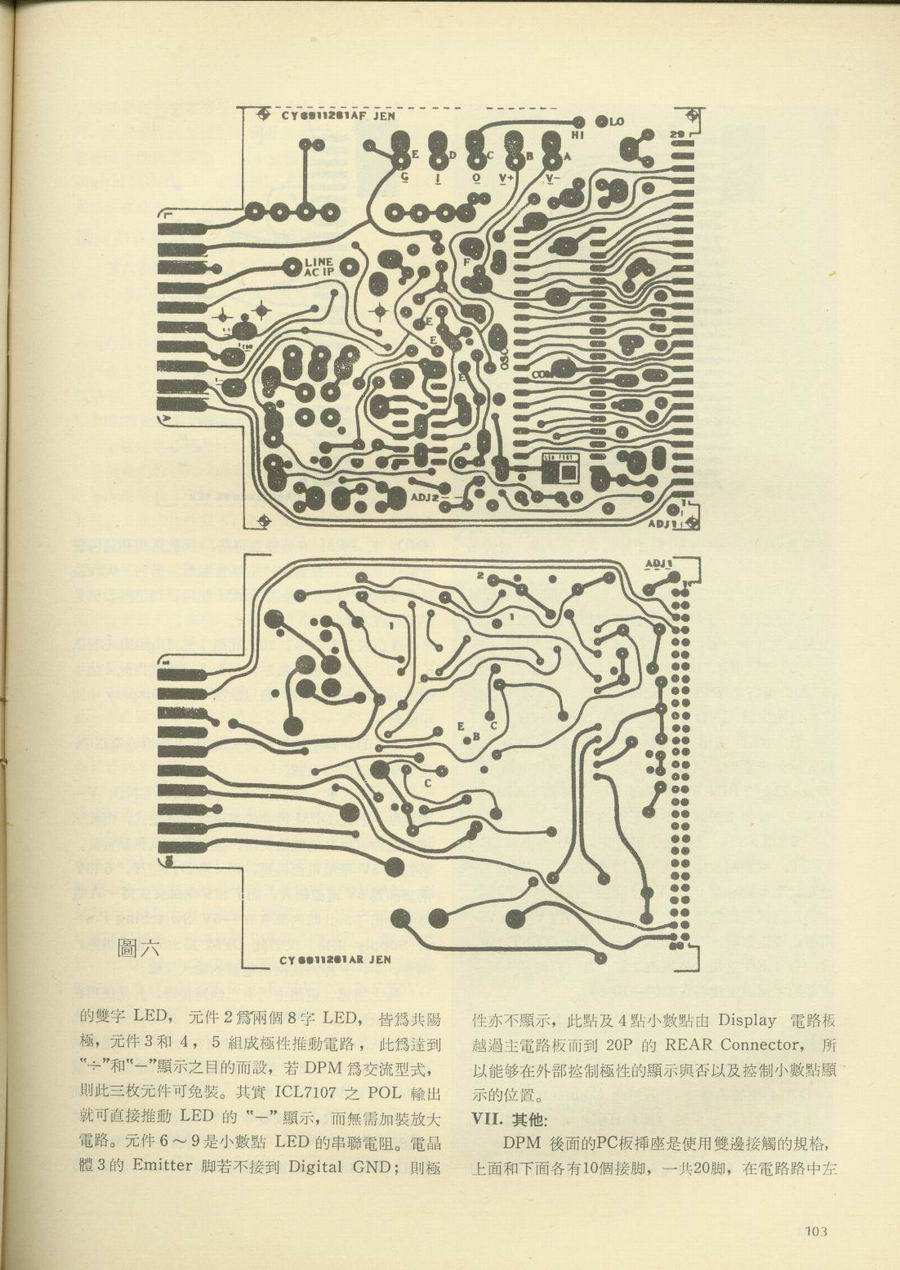 CY6911261AF JEN
HI
LO
29
E
D
C
B
A
G
I
O
V+
V-
LINE
AC IP
F
E
E
E
OSC
COM
ADJ2
ADJ1
A
ADJ1
2
1
1
1
E
B
C
C
圖六
CY6911261AR JEN
的雙字 LED， 元件2爲兩個8字 LED， 皆爲共陽
極，元件3和 4，5 組成極性推動電路，此爲達到
“÷”和“—”顯示之目的而設，若 DPM 爲交流型式，
則此三枚元件可免裝。其實 ICL7107 之 POL 輸出
就可直接推動 LED 的 “—” 顯示，而無需加裝放大
電路。元件6～9是小數點 LED 的串聯電阻。電晶
體3的 Emitter 脚若不接到 Digital GND；則極
性亦不顯示，此點及4點小數點由 Display 電路板
越過主電路板而到 20P 的 REAR Connector， 所
以能够在外部控制極性的顯示與否以及控制小數點顯
示的位置。
VII. 其他:
DPM 後面的PC板挿座是使用雙邊接觸的規格，
上面和下面各有10個接脚，一共20脚，在電路路中左
103